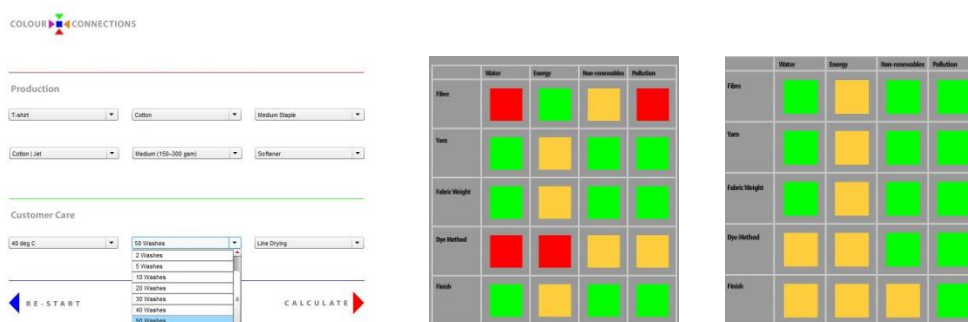 COLOUR CONNECTIONS
Production
T-shirt Cotton Medium Staple
Cotton | Jet Medium (150–300 gsm) Softener
Customer Care
40 deg C 50 Washes Line Drying
2 Washes
5 Washes
10 Washes
20 Washes
30 Washes
40 Washes
50 Washes
RE-START CALCULATE
Water Energy Non-renewables Pollution
Fibre
Yarn
Fabric Weight
Dye Method
Finish
Water Energy Non-renewables Pollution
Fibre
Yarn
Fabric Weight
Dye Method
Finish